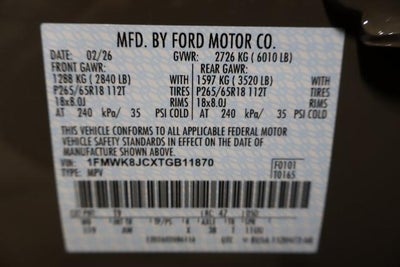 MFD. BY FORD MOTOR CO.
DATE: 02/26 GVWR: 2726 KG (6010 LB)
FRONT GAWR: REAR GAWR:
1288 KG (2840 LB) WITH 1597 KG (3520 LB) WITH
P265/65R18 112T TIRES P265/65R18 112T TIRES
18x8.0J RIMS 18x8.0J RIMS
AT 240 kPa/ 35 PSI COLD AT 240 kPa/ 35 PSI COLD
THIS VEHICLE CONFORMS TO ALL APPLICABLE FEDERAL MOTOR
VEHICLE SAFETY STANDARDS IN EFFECT ON THE DATE OF
MANUFACTURE SHOWN ABOVE.
VIN: 1FMWK8JCXTGB11870 F0101
TYPE: MPV T0165